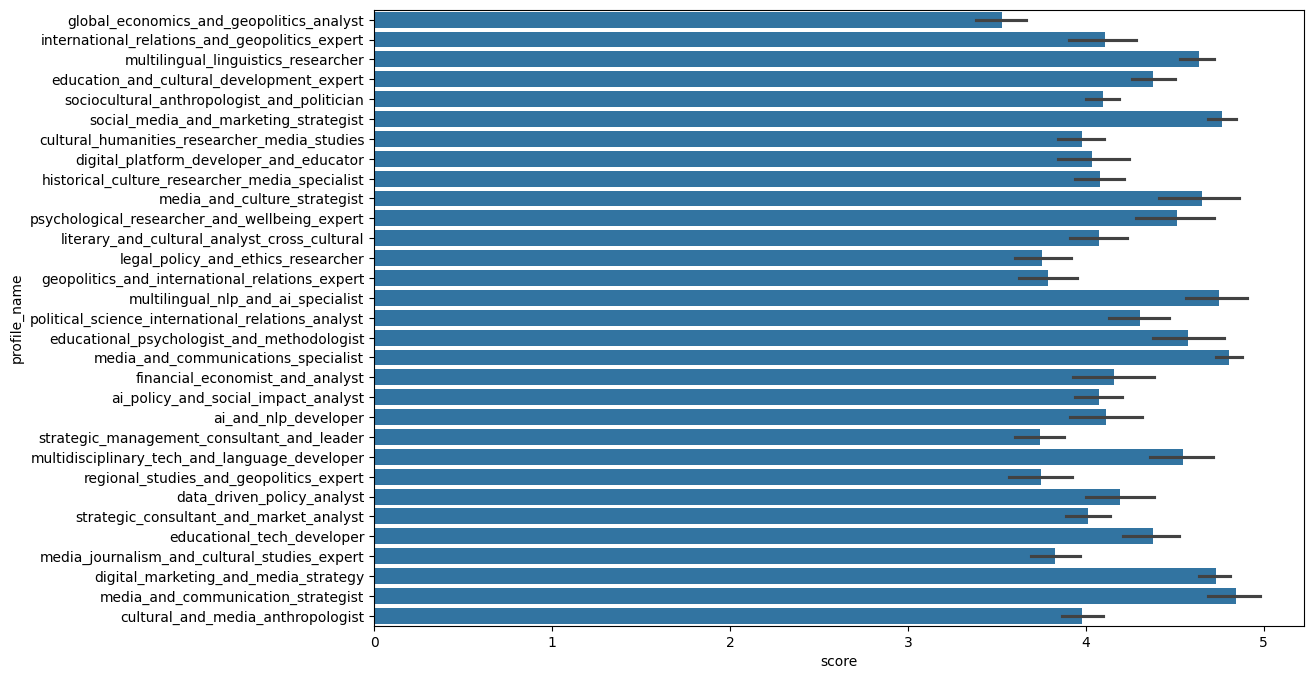 global_economics_and_geopolitics_analyst
international_relations_and_geopolitics_expert
multilingual_linguistics_researcher
education_and_cultural_development_expert
sociocultural_anthropologist_and_politician
social_media_and_marketing_strategist
cultural_humanities_researcher_media_studies
digital_platform_developer_and_educator
historical_culture_researcher_media_specialist
media_and_culture_strategist
psychological_researcher_and_wellbeing_expert
literary_and_cultural_analyst_cross_cultural
legal_policy_and_ethics_researcher
geopolitics_and_international_relations_expert
multilingual_nlp_and_ai_specialist
political_science_international_relations_analyst
educational_psychologist_and_methodologist
media_and_communications_specialist
financial_economist_and_analyst
ai_policy_and_social_impact_analyst
ai_and_nlp_developer
strategic_management_consultant_and_leader
multidisciplinary_tech_and_language_developer
regional_studies_and_geopolitics_expert
data_driven_policy_analyst
strategic_consultant_and_market_analyst
educational_tech_developer
media_journalism_and_cultural_studies_expert
digital_marketing_and_media_strategy
media_and_communication_strategist
cultural_and_media_anthropologist
profile_name
0 1 2 3 4 5
score